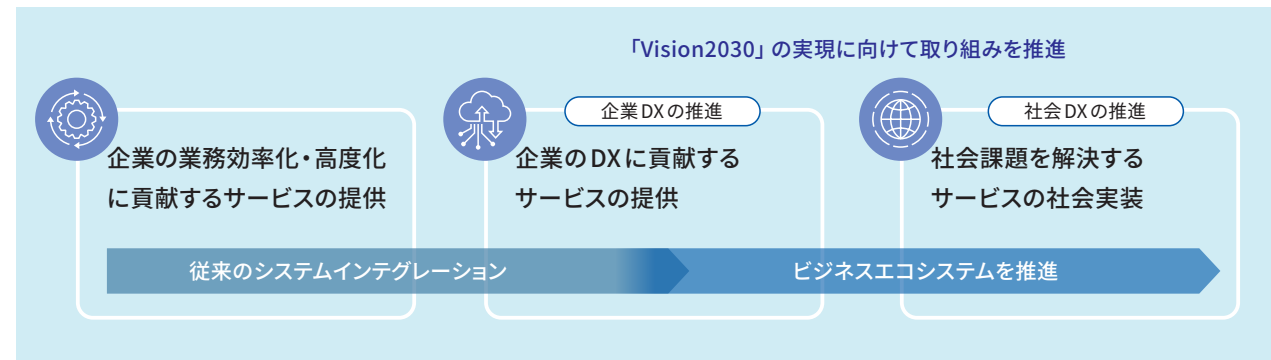 「Vision2030」の実現に向けて取り組みを推進
企業の業務効率化・高度化
に貢献するサービスの提供
企業DXの推進
企業のDXに貢献する
サービスの提供
社会DXの推進
社会課題を解決する
サービスの社会実装
従来のシステムインテグレーション
ビジネスエコシステムを推進